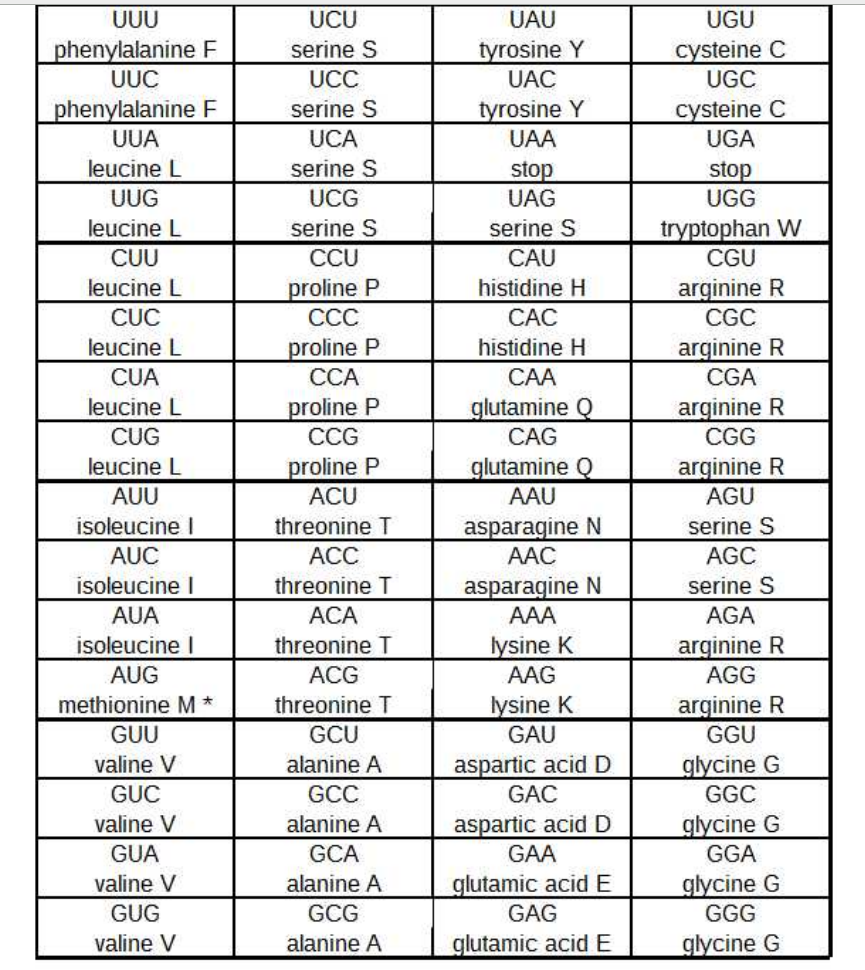 UUU UCU UAU UGU
phenylalanine F serine S tyrosine Y cysteine C
UUC UCC UAC UGC
phenylalanine F serine S tyrosine Y cysteine C
UUA UCA UAA UGA
leucine L serine S stop stop
UUG UCG UAG UGG
leucine L serine S serine S tryptophan W
CUU CCU CAU CGU
leucine L proline P histidine H arginine R
CUC CCC CAC CGC
leucine L proline P histidine H arginine R
CUA CCA CAA CGA
leucine L proline P glutamine Q arginine R
CUG CCG CAG CGG
leucine L proline P glutamine Q arginine R
AUU ACU AAU AGU
isoleucine I threonine T asparagine N serine S
AUC ACC AAC AGC
isoleucine I threonine T asparagine N serine S
AUA ACA AAA AGA
isoleucine I threonine T lysine K arginine R
AUG ACG AAG AGG
methionine M * threonine T lysine K arginine R
GUU GCU GAU GGU
valine V alanine A aspartic acid D glycine G
GUC GCC GAC GGC
valine V alanine A aspartic acid D glycine G
GUA GCA GAA GGA
valine V alanine A glutamic acid E glycine G
GUG GCG GAG GGG
valine V alanine A glutamic acid E glycine G